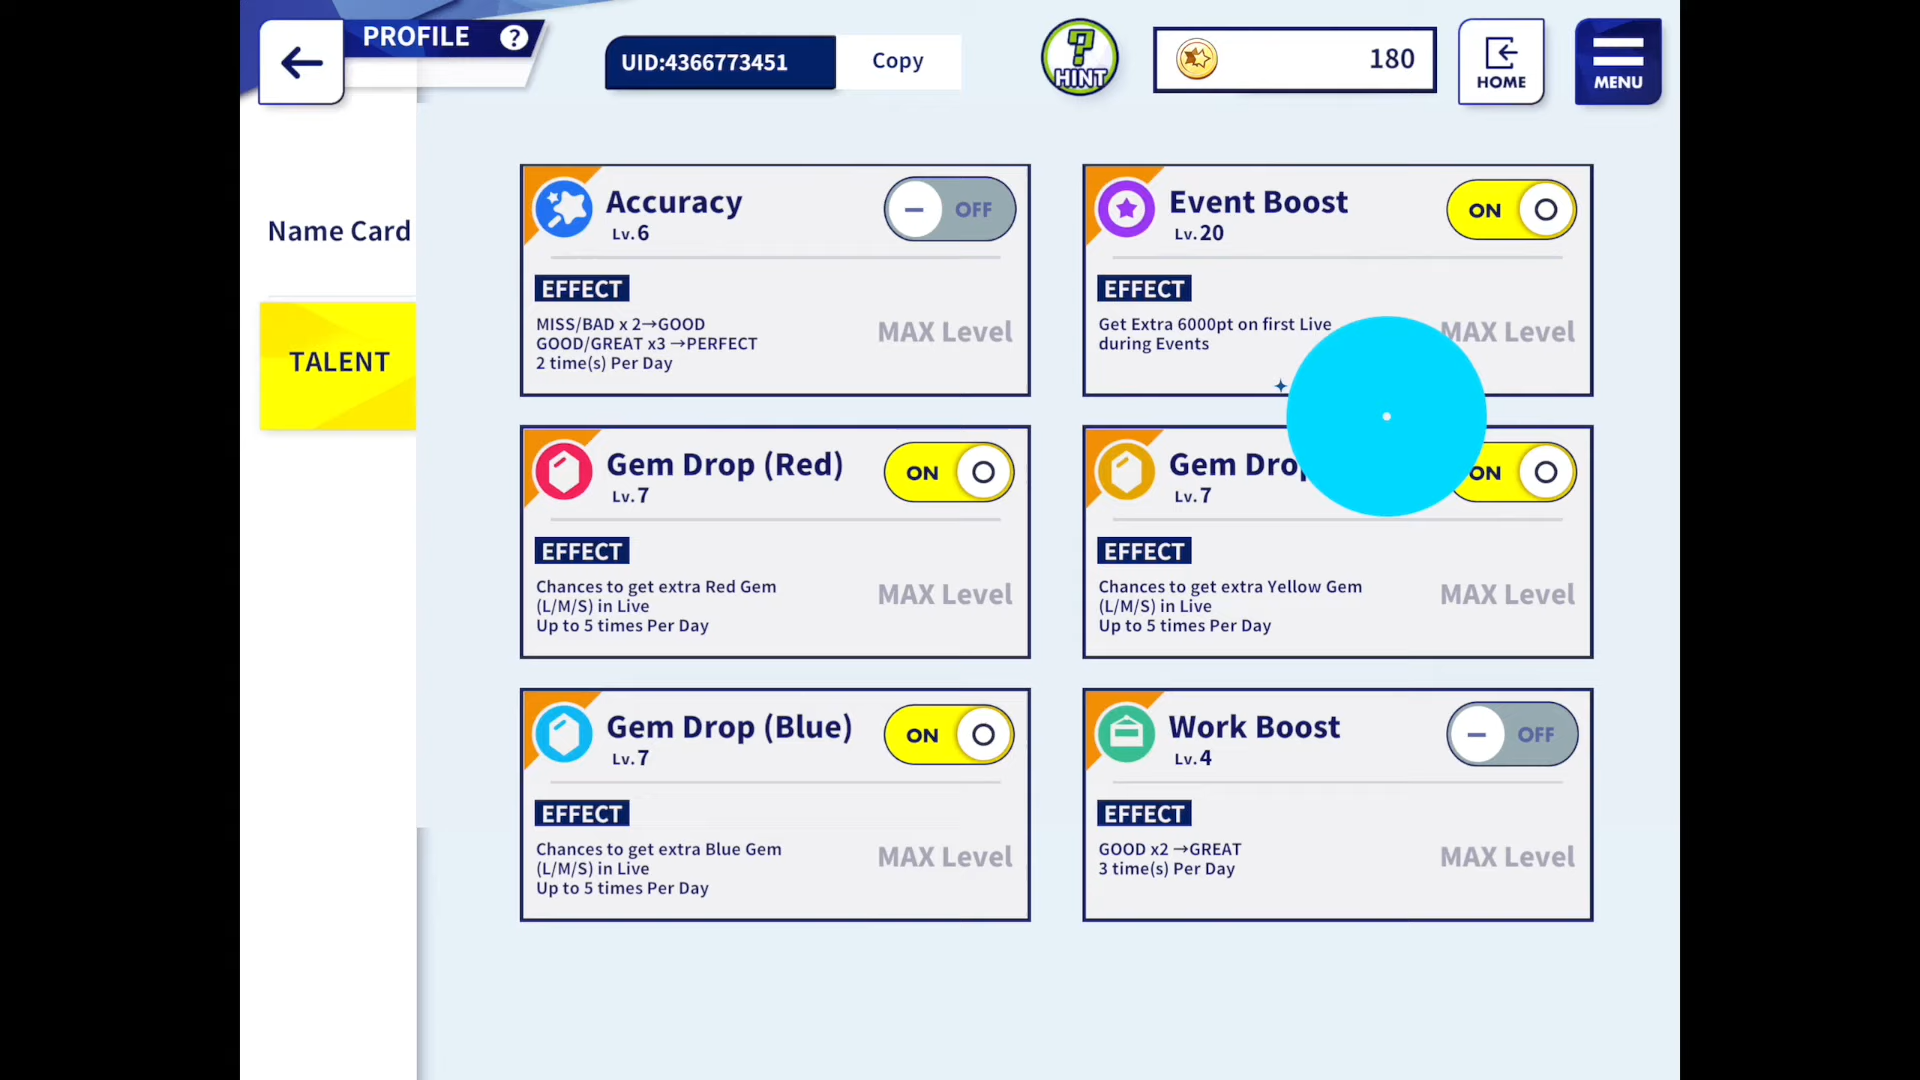 PROFILE ?
UID:4366773451
Copy
HINT
180
HOME
MENU
Name Card
TALENT
Accuracy
Lv.6
OFF
EFFECT
MISS/BAD x 2→GOOD
GOOD/GREAT x3 →PERFECT
2 time(s) Per Day
MAX Level
Event Boost
Lv.20
ON
EFFECT
Get Extra 6000pt on first Live
during Events
MAX Level
Gem Drop (Red)
Lv.7
ON
EFFECT
Chances to get extra Red Gem
(L/M/S) in Live
Up to 5 times Per Day
MAX Level
Gem Drop
Lv.7
ON
EFFECT
Chances to get extra Yellow Gem
(L/M/S) in Live
Up to 5 times Per Day
MAX Level
Gem Drop (Blue)
Lv.7
ON
EFFECT
Chances to get extra Blue Gem
(L/M/S) in Live
Up to 5 times Per Day
MAX Level
Work Boost
Lv.4
OFF
EFFECT
GOOD x2 →GREAT
3 time(s) Per Day
MAX Level